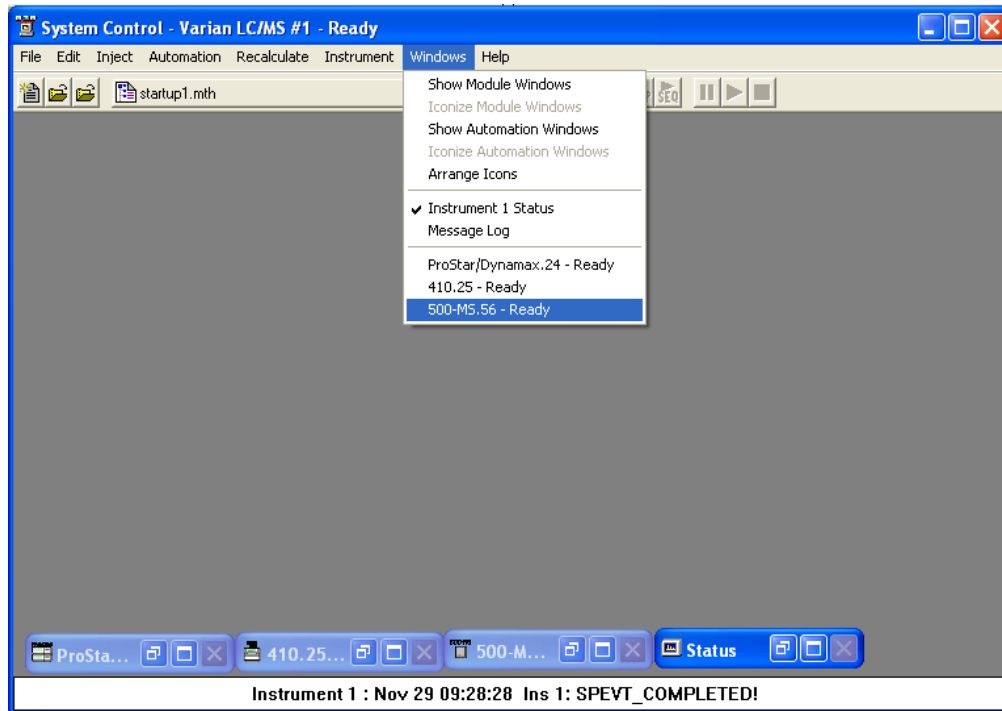 System Control - Varian LC/MS #1 - Ready
File Edit Inject Automation Recalculate Instrument Windows Help
startup1.mth
SEQ
Show Module Windows
Iconize Module Windows
Show Automation Windows
Iconize Automation Windows
Arrange Icons
Instrument 1 Status
Message Log
ProStar/Dynamax.24 - Ready
410.25 - Ready
500-MS.56 - Ready
ProSta... 410.25... 500-M... Status
Instrument 1 : Nov 29 09:28:28 Ins 1: SPEVT_COMPLETED!